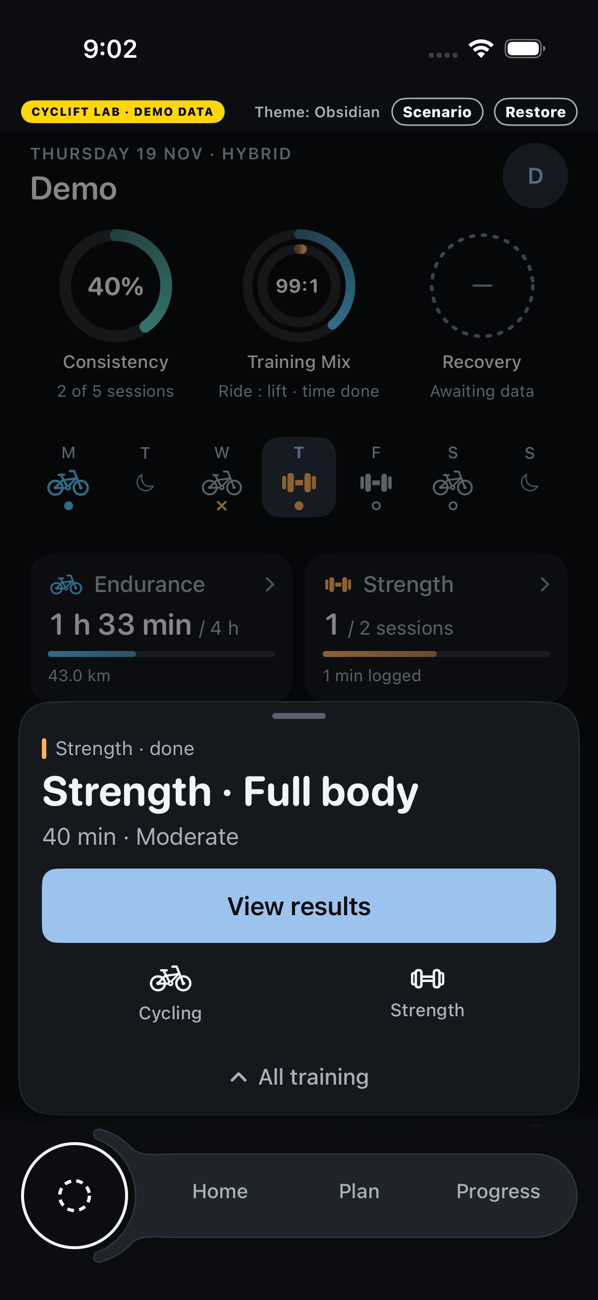 9:02
CYCLIFT LAB · DEMO DATA Theme: Obsidian Scenario Restore
THURSDAY 19 NOV · HYBRID
Demo
D
40% 99:1 —
Consistency Training Mix Recovery
2 of 5 sessions Ride : lift · time done Awaiting data
M T W T F S S
Endurance Strength
1 h 33 min / 4 h 1 / 2 sessions
43.0 km 1 min logged
Strength · done
Strength · Full body
40 min · Moderate
View results
Cycling Strength
All training
Home Plan Progress